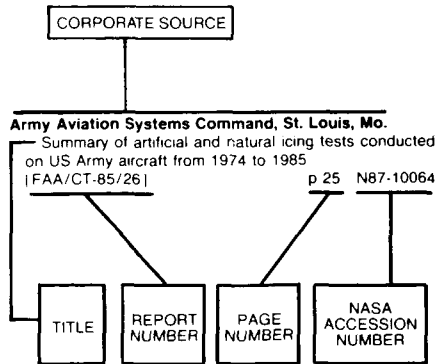 CORPORATE SOURCE
Army Aviation Systems Command, St. Louis, Mo.
Summary of artificial and natural icing tests conducted
on US Army aircraft from 1974 to 1985
[FAA/CT-85/26] p 25 N87-10064
TITLE
REPORT
NUMBER
PAGE
NUMBER
NASA
ACCESSION
NUMBER